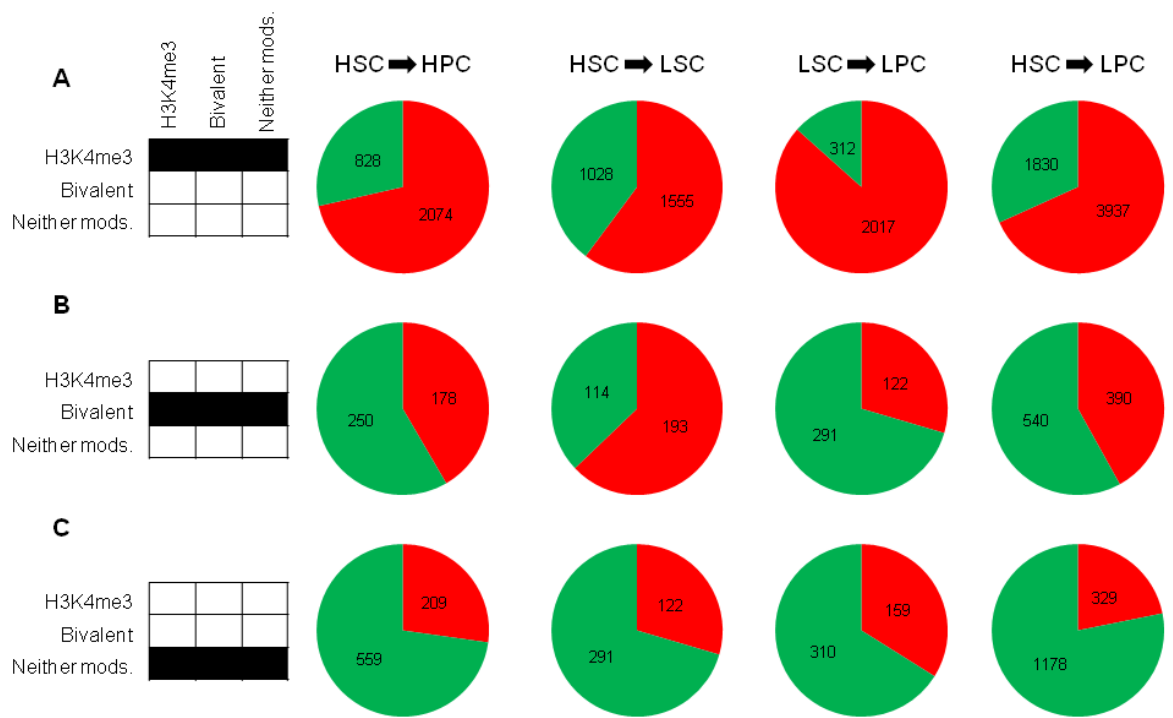 HSC HPC
HSC LSC
LSC LPC
HSC LPC
A
H3K4me3
Bivalent
Neither mods.
H3K4me3
Bivalent
Neither mods.
828
2074
1028
1555
312
2017
1830
3937
B
H3K4me3
Bivalent
Neither mods.
250
178
114
193
291
122
540
390
C
H3K4me3
Bivalent
Neither mods.
559
209
291
122
310
159
1178
329